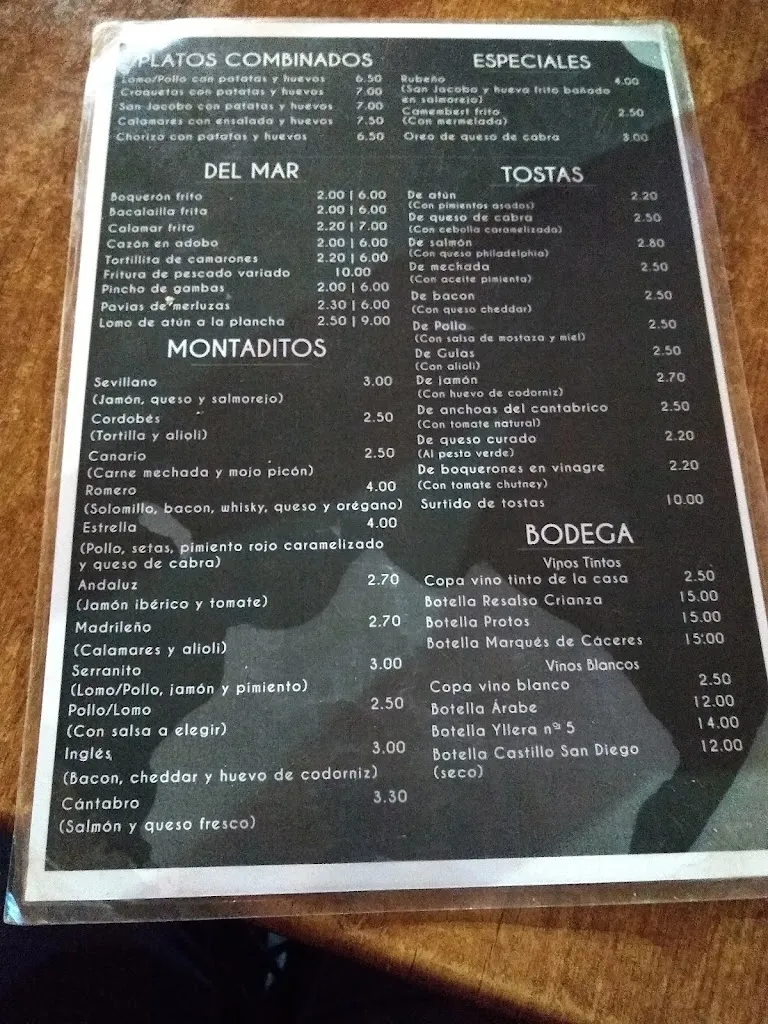 PLATOS COMBINADOS
Lomo/Pollo con patatas y huevos 6.50
Croquetas con patatas y huevos 7.00
San Jacobo con patatas y huevos 7.00
Calamares con ensalada y huevos 7.50
Chorizo con patatas y huevos 6.50
DEL MAR
Boquerón frito 2.00 | 6.00
Bacalailla frita 2.00 | 6.00
Calamar frito 2.20 | 7.00
Cazón en adobo 2.00 | 6.00
Tortillita de camarones 2.20 | 6.00
Fritura de pescado variado 10.00
Pincho de gambas 2.00 | 6.00
Pavias de merluzas 2.30 | 6.00
Lomo de atún a la plancha 2.50 | 9.00
MONTADITOS
Sevillano 3.00
(Jamón, queso y salmorejo)
Cordobés 2.50
(Tortilla y alioli)
Canario 2.50
(Carne mechada y mojo picón)
Romero 4.00
(Solomillo, bacon, whisky, queso y orégano)
Estrella 4.00
(Pollo, setas, pimiento rojo caramelizado
y queso de cabra)
Andaluz 2.70
(Jamón ibérico y tomate)
Madrileño 2.70
(Calamares y alioli)
Serranito 3.00
(Lomo/Pollo, jamón y pimiento)
Pollo/Lomo 2.50
(Con salsa a elegir)
Inglés 3.00
(Bacon, cheddar y huevo de codorniz)
Cántabro 3.30
(Salmón y queso fresco)
ESPECIALES
Rubeño 4.00
(San Jacobo y huevo frito bañado
en salmorejo)
Camembert frito 2.50
(Con mermelada)
Oreo de queso de cabra 3.00
TOSTAS
De atún 2.20
(Con pimientos asados)
De queso de cabra 2.50
(Con cebolla caramelizada)
De salmón 2.80
(Con queso philadelphia)
De mechada 2.50
(Con aceite pimienta)
De bacon 2.50
(Con queso cheddar)
De Pollo 2.50
(Con salsa de mostaza y miel)
De Gulas 2.50
(Con alioli)
De jamón 2.70
(Con huevo de codorniz)
De anchoas del cantabrico 2.50
(Con tomate natural)
De queso curado 2.20
(Al pesto verde)
De boquerones en vinagre 2.20
(Con tomate chutney)
Surtido de tostas 10.00
BODEGA
Vinos Tintos
Copa vino tinto de la casa 2.50
Botella Resalso Crianza 15.00
Botella Protos 15.00
Botella Marqués de Cáceres 15:00
Vinos Blancos
Copa vino blanco 2.50
Botella Árabe 12.00
Botella Yllera nº 5 14.00
Botella Castillo San Diego 12.00
(seco)